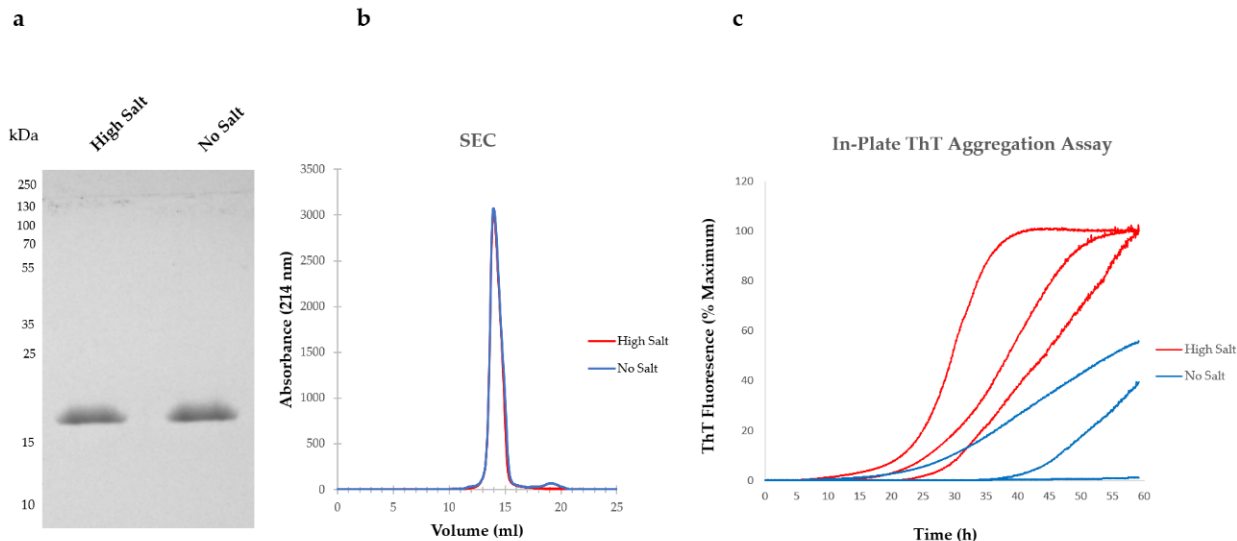 a
b
c
kDa
High Salt
No Salt
250
130
100
70
55
35
25
15
10
SEC
3500
3000
2500
2000
1500
1000
500
0
0
5
10
15
20
25
Absorbance (214 nm)
Volume (ml)
High Salt
No Salt
In-Plate ThT Aggregation Assay
120
100
80
60
40
20
0
0
5
10
15
20
25
30
35
40
45
50
55
60
ThT Fluoresence (% Maximum)
Time (h)
High Salt
No Salt